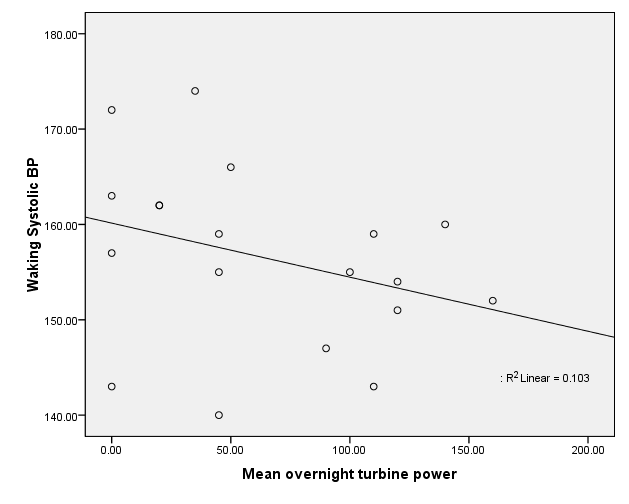 180.00
170.00
160.00
150.00
140.00
Waking Systolic BP
: R2 Linear = 0.103
0.00 50.00 100.00 150.00 200.00
Mean overnight turbine power